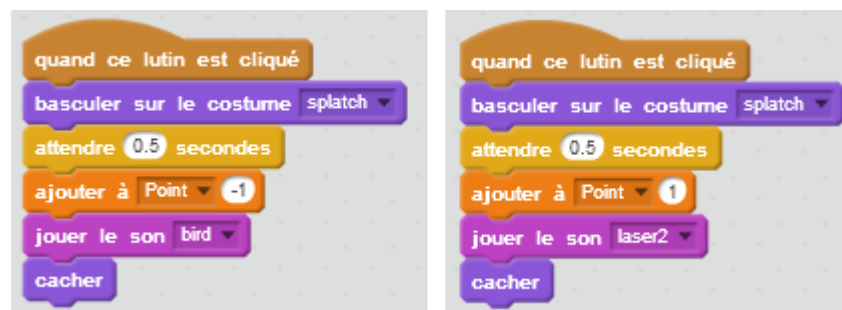 quand ce lutin est cliqué
basculer sur le costume splatch
attendre 0.5 secondes
ajouter à Point -1
jouer le son bird
cacher
quand ce lutin est cliqué
basculer sur le costume splatch
attendre 0.5 secondes
ajouter à Point 1
jouer le son laser2
cacher